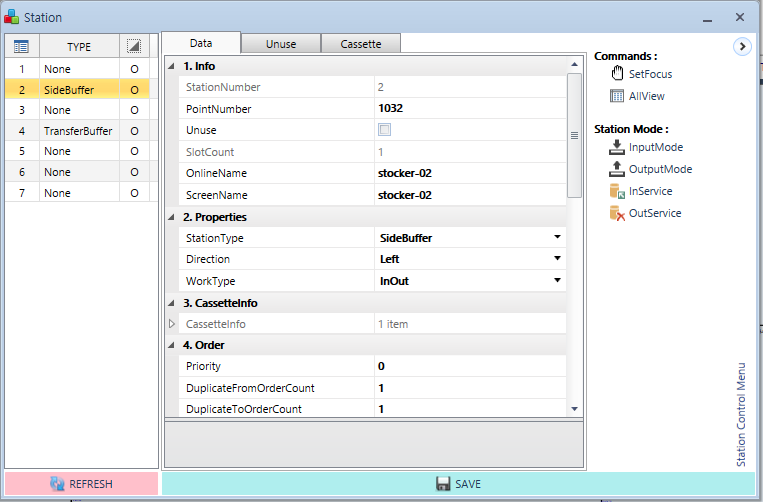 Station
TYPE
1 None O
2 SideBuffer O
3 None O
4 TransferBuffer O
5 None O
6 None O
7 None O
Data Unuse Cassette
1. Info
StationNumber 2
PointNumber 1032
Unuse
SlotCount 1
OnlineName stocker-02
ScreenName stocker-02
2. Properties
StationType SideBuffer
Direction Left
WorkType InOut
3. CassetteInfo
CassetteInfo 1 item
4. Order
Priority 0
DuplicateFromOrderCount 1
DuplicateToOrderCount 1
Commands :
SetFocus
AllView
Station Mode :
InputMode
OutputMode
InService
OutService
Station Control Menu
REFRESH
SAVE